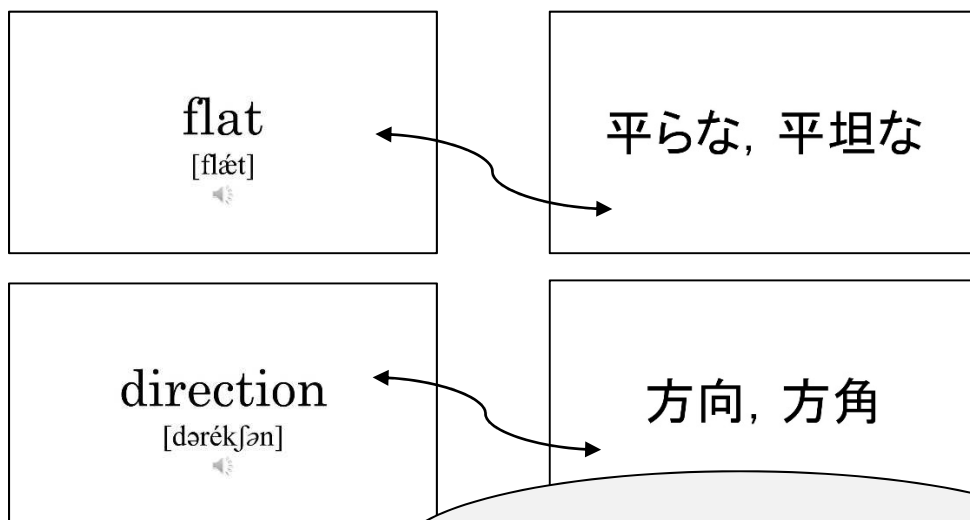 flat
[flǽt]
平らな, 平坦な
direction
[dərékʃən]
方向, 方角